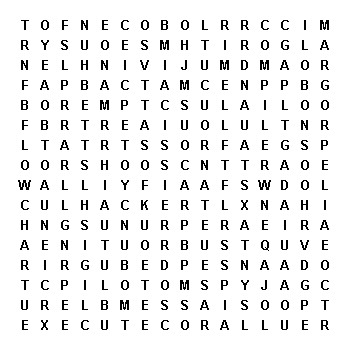 T O F N E C O B O L R R C C I M
R Y S U O E S M H T I R O G L A
N E L H N I V I J U M D M A O R
F A P B A C T A M C E N P P B G
B O R E M P T C S U L A I L O O
F B R T R E A I U O L U L T N R
L T A T R T S S O R F A E G S P
O O R S H O O S C N T T R A O E
W A L L I Y F I A A F S W D O L
C U L H A C K E R T L X N A H I
H N G S U N U R P E R A E I R A
A E N I T U O R B U S T Q U V E
R I R G U B E D P E S N A A D O
T C P I L O T O M S P Y J A G C
U R E L B M E S S A I S O O P T
E X E C U T E C O R A L L U E R